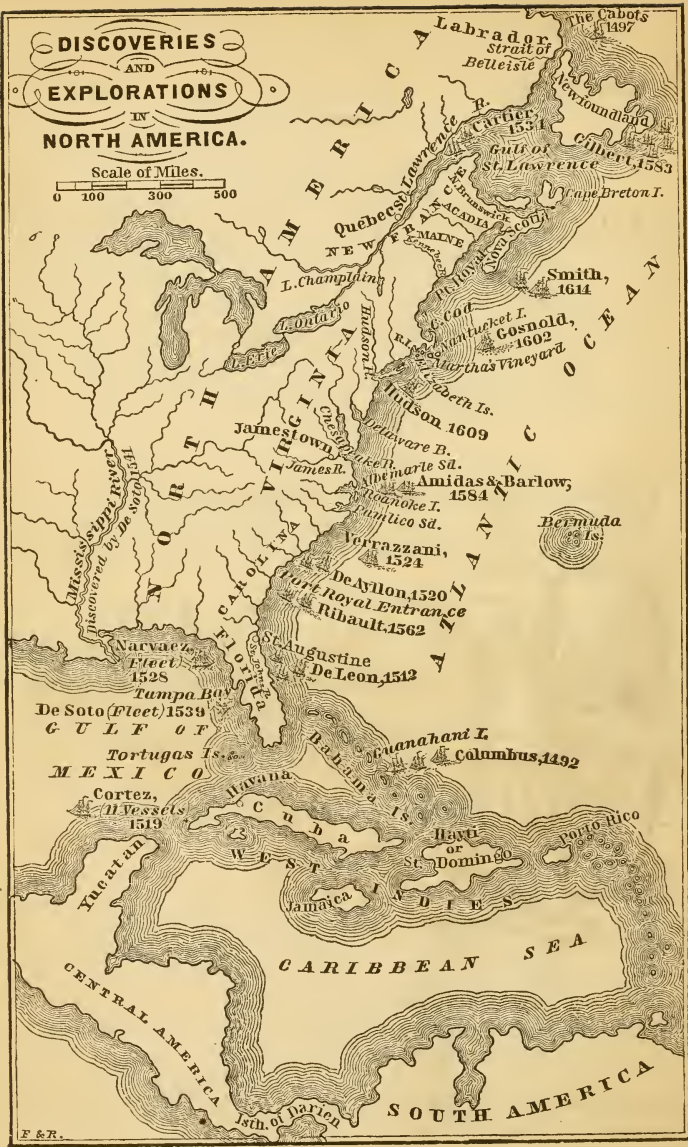 DISCOVERIES
AND
EXPLORATIONS
IN
NORTH AMERICA.
Scale of Miles.
0 100 300 500
The Cabots
1497
Labrador
Strait of
Belleisle
Newfoundland
Gilbert, 1583
Cartier,
1534
Gulf of
St. Lawrence
Cape Breton I.
St. Lawrence R.
Quebec
NEW FRANCE
N. Brunswick
ACADIA
MAINE
Kennebec
Nova Scotia
Pt. Royal
L. Champlain
Smith,
1614
C. Cod
Nantucket I.
Gosnold,
1602
Martha's Vineyard
R.I.
Elizabeth Is.
L. Ontario
L. Erie
Hudson R.
Hudson 1609
NORTH AMERICA
VIRGINIA
Delaware B.
Chesapeake B.
Jamestown
James R.
Albemarle Sd.
Amidas & Barlow,
1584
Roanoke I.
Pamlico Sd.
ATLANTIC OCEAN
Bermuda
Is.
Verrazzani,
1524
CAROLINA
De Ayllon, 1520
Port Royal Entrance
Ribault, 1562
Mississippi River
Discovered by De Soto 1541
Florida
St. Johns R.
St. Augustine
De Leon, 1512
Narvaez
(Fleet)
1528
Tampa Bay
De Soto (Fleet) 1539
GULF OF
MEXICO
Tortugas Is.
Guanahani I.
Columbus, 1492
Bahama Is.
Havana
Cuba
Cortez,
(11 Vessels
1519
Yucatan
WEST INDIES
Hayti
or
St. Domingo
Porto Rico
Jamaica
CARIBBEAN SEA
CENTRAL AMERICA
Isth. of Darien
SOUTH AMERICA
F & R.